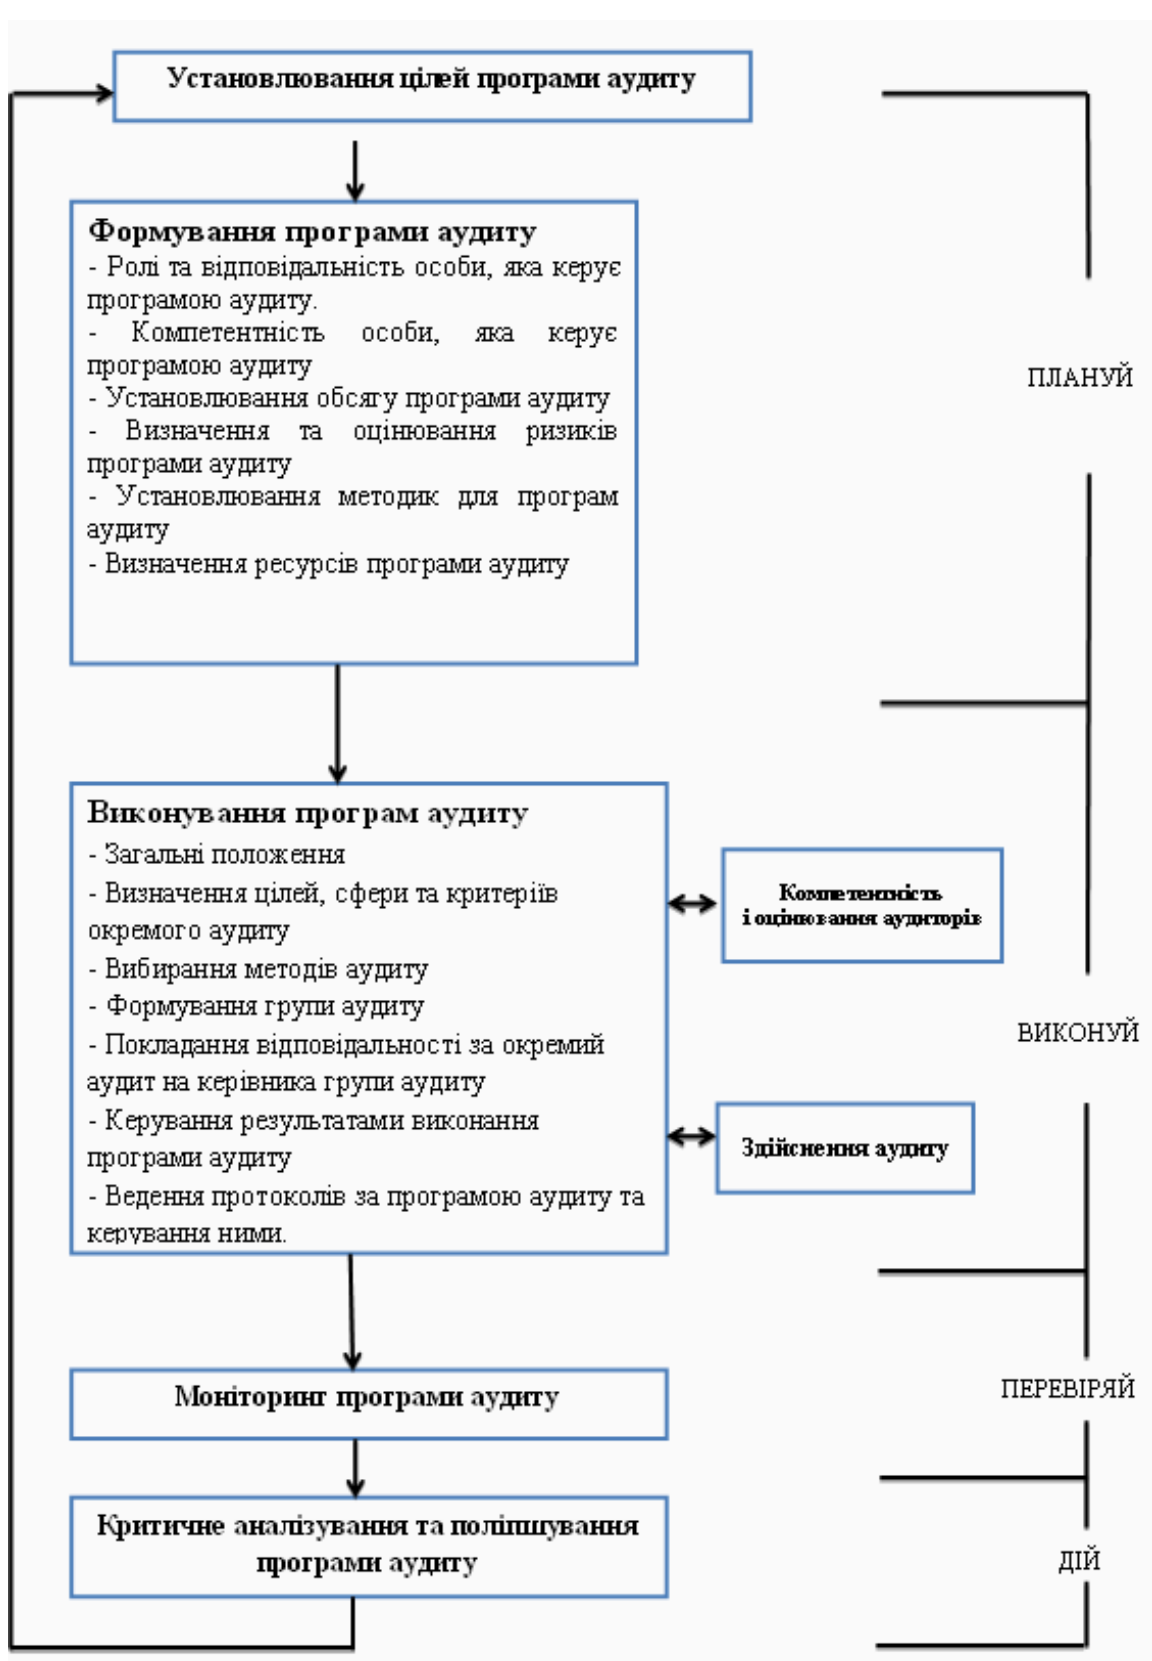 Установлювання цілей програми аудиту
Формування програми аудиту
- Ролі та відповідальність особи, яка керує
програмою аудиту.
- Компетентність особи, яка керує
програмою аудиту
- Установлювання обсягу програми аудиту
- Визначення та оцінювання ризиків
програми аудиту
- Установлювання методик для програм
аудиту
- Визначення ресурсів програми аудиту
ПЛАНУЙ
Виконування програм аудиту
- Загальні положення
- Визначення цілей, сфери та критеріїв
окремого аудиту
- Вибирання методів аудиту
- Формування групи аудиту
- Покладання відповідальності за окремий
аудит на керівника групи аудиту
- Керування результатами виконання
програми аудиту
- Ведення протоколів за програмою аудиту та
керування ними.
Компетентність
і оцінювання аудиторів
Здійснення аудиту
ВИКОНУЙ
Моніторинг програми аудиту
ПЕРЕВІРЯЙ
Критичне аналізування та поліпшування
програми аудиту
ДІЙ